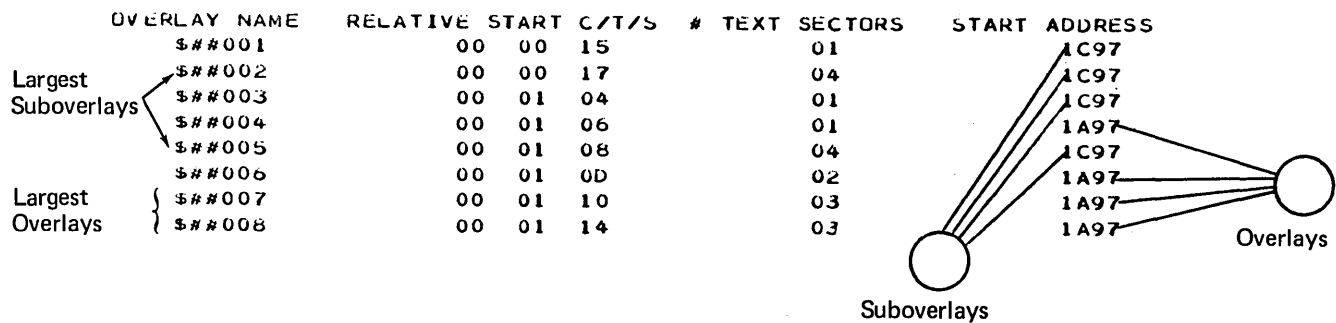 OVERLAY NAME RELATIVE START C/T/S # TEXT SECTORS START ADDRESS
$##001 00 00 15 01 1C97
$##002 00 00 17 04 1C97
$##003 00 01 04 01 1C97
$##004 00 01 06 01 1A97
$##005 00 01 08 04 1C97
$##006 00 01 0D 02 1A97
$##007 00 01 10 03 1A97
$##008 00 01 14 03 1A97
Largest
Suboverlays
Largest
Overlays
Overlays
Suboverlays